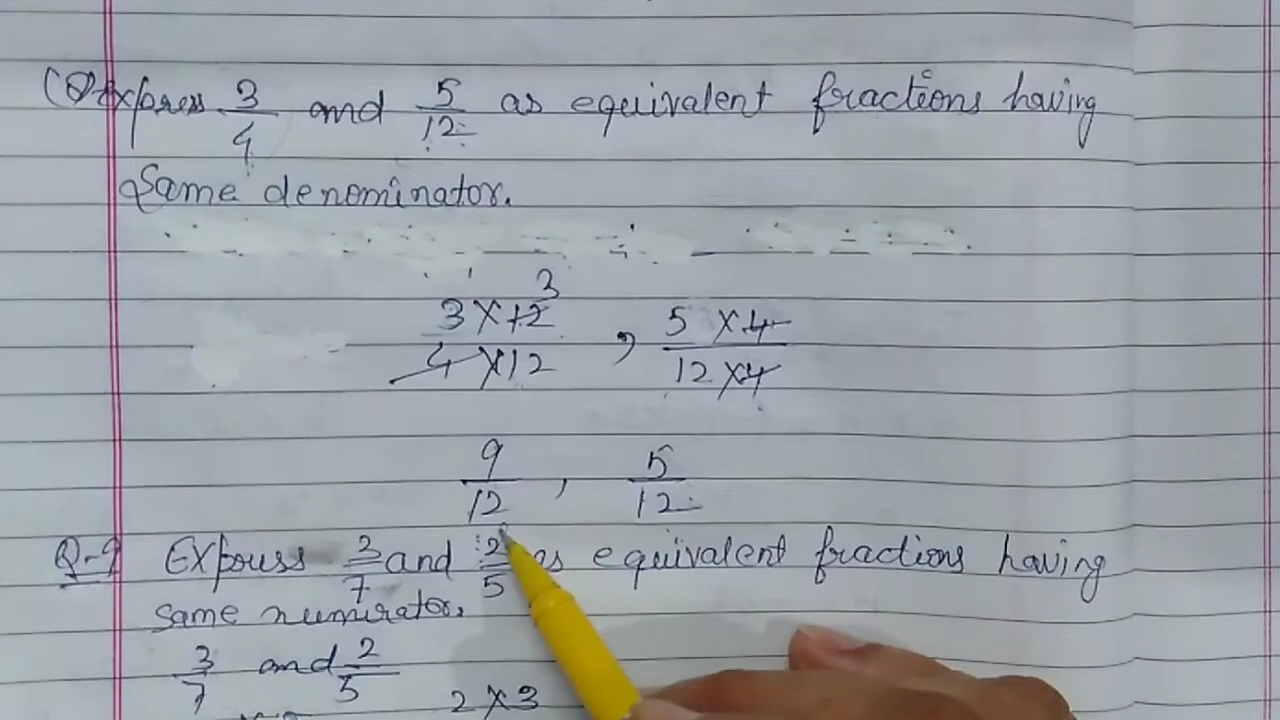 (Q) Express 3/4 and 5/12 as equivalent fractions having
Same denominator.
3
3 X 12 / 4 X 12 , 5 X 4 / 12 X 4
9/12 , 5/12
Q-9 Express 3/7 and 2/5 as equivalent fractions having
same numirator.
3/7 and 2/5
2 X 3